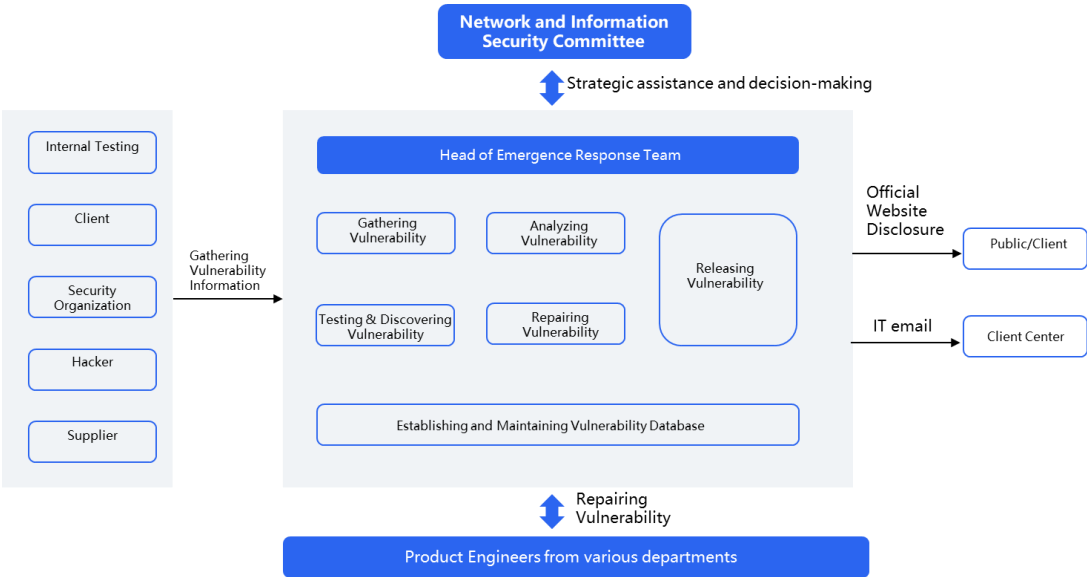 Network and Information
Security Committee
Strategic assistance and decision-making
Internal Testing
Client
Security
Organization
Hacker
Supplier
Gathering
Vulnerability
Information
Head of Emergence Response Team
Gathering
Vulnerability
Analyzing
Vulnerability
Testing & Discovering
Vulnerability
Repairing
Vulnerability
Releasing
Vulnerability
Establishing and Maintaining Vulnerability Database
Official
Website
Disclosure
Public/Client
IT email
Client Center
Repairing
Vulnerability
Product Engineers from various departments